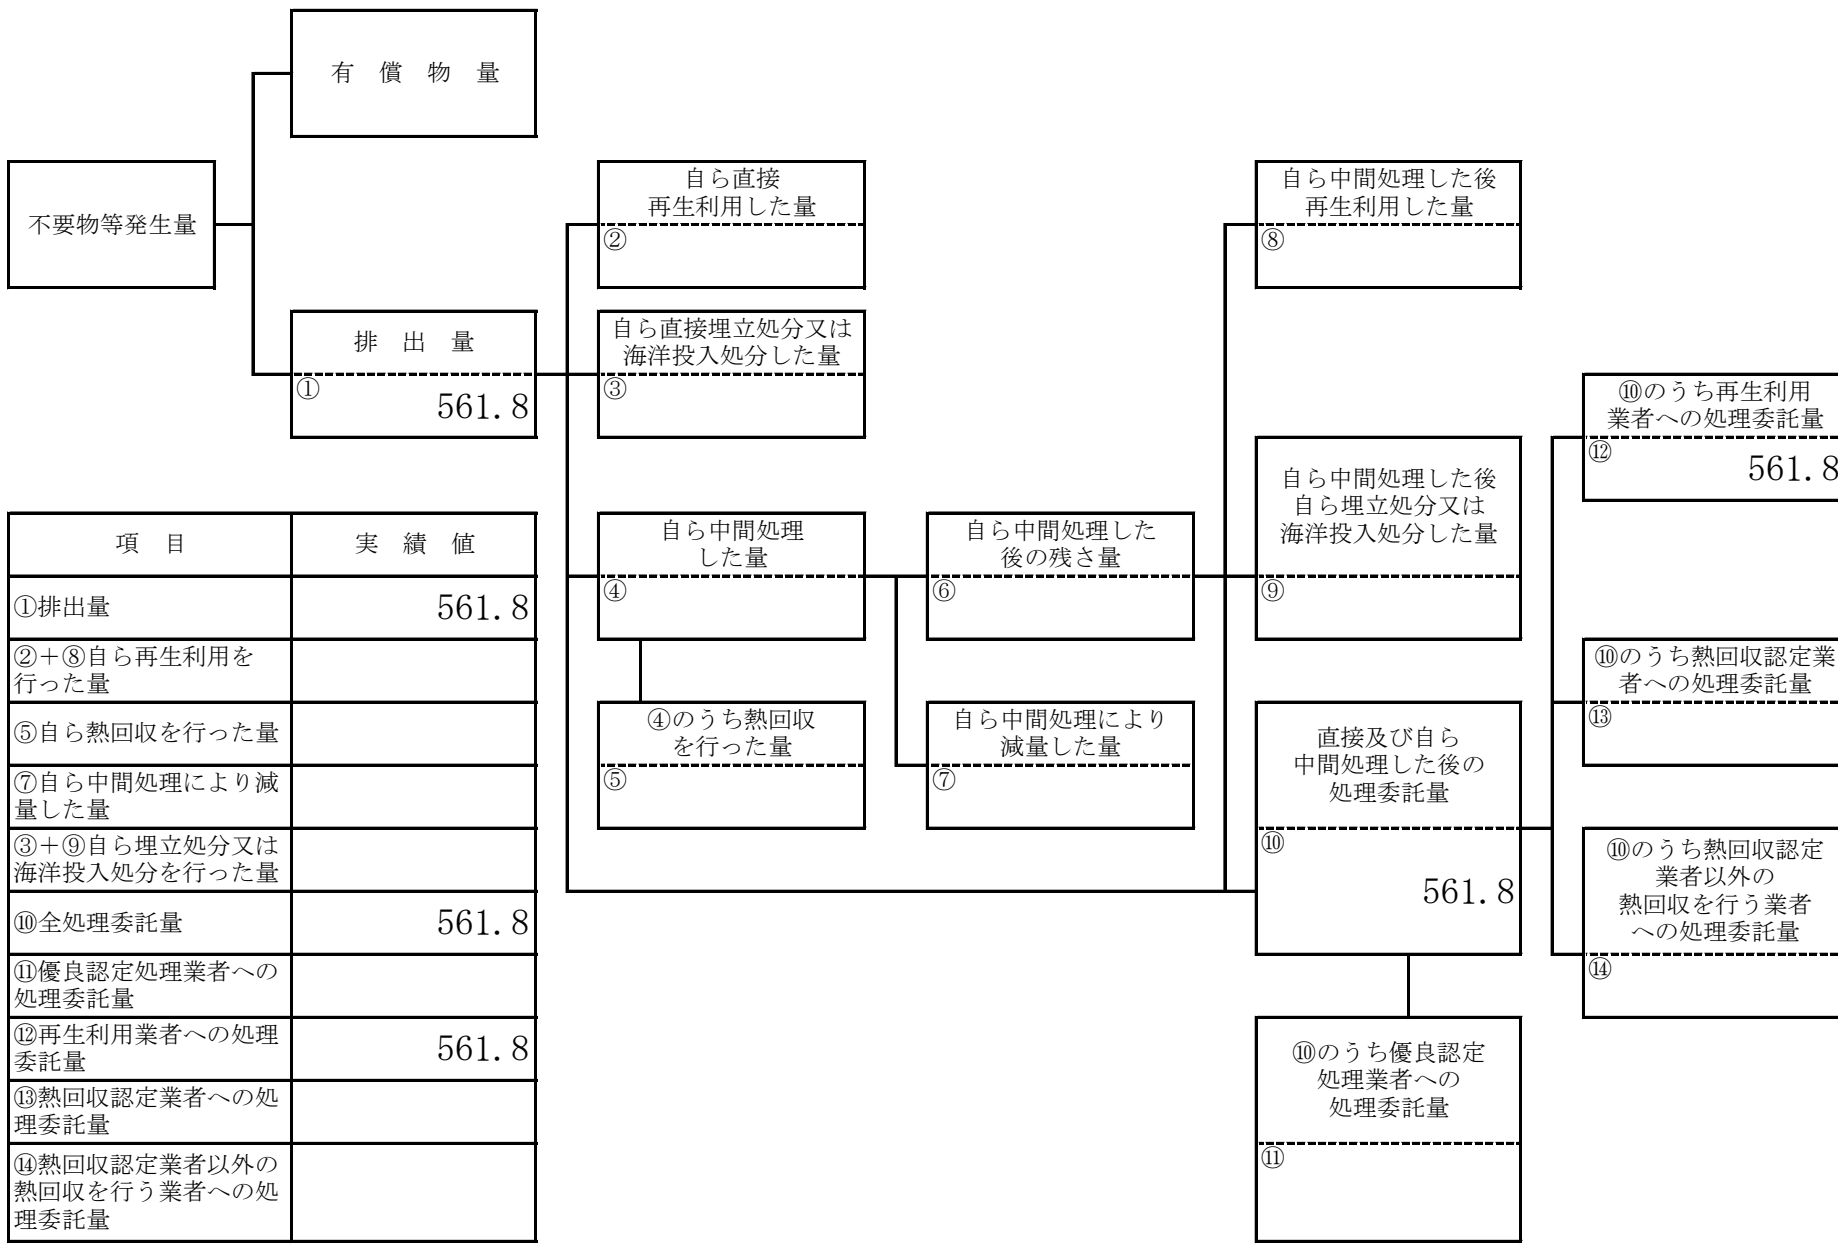 有 償 物 量
不要物等発生量
排 出 量
①
561.8
自ら直接
再生利用した量
②
自ら直接埋立処分又は
海洋投入処分した量
③
自ら中間処理
した量
④
④のうち熱回収
を行った量
⑤
自ら中間処理した
後の残さ量
⑥
自ら中間処理により
減量した量
⑦
自ら中間処理した後
再生利用した量
⑧
自ら中間処理した後
自ら埋立処分又は
海洋投入処分した量
⑨
直接及び自ら
中間処理した後の
処理委託量
⑩
561.8
⑩のうち優良認定
処理業者への
処理委託量
⑪
⑩のうち再生利用
業者への処理委託量
⑫
561.8
⑩のうち熱回収認定業
者への処理委託量
⑬
⑩のうち熱回収認定
業者以外の
熱回収を行う業者
への処理委託量
⑭
項 目 実 績 値
①排出量 561.8
②+⑧自ら再生利用を
行った量
⑤自ら熱回収を行った量
⑦自ら中間処理により減
量した量
③+⑨自ら埋立処分又は
海洋投入処分を行った量
⑩全処理委託量 561.8
⑪優良認定処理業者への
処理委託量
⑫再生利用業者への処理
委託量 561.8
⑬熱回収認定業者への処
理委託量
⑭熱回収認定業者以外の
熱回収を行う業者への処
理委託量